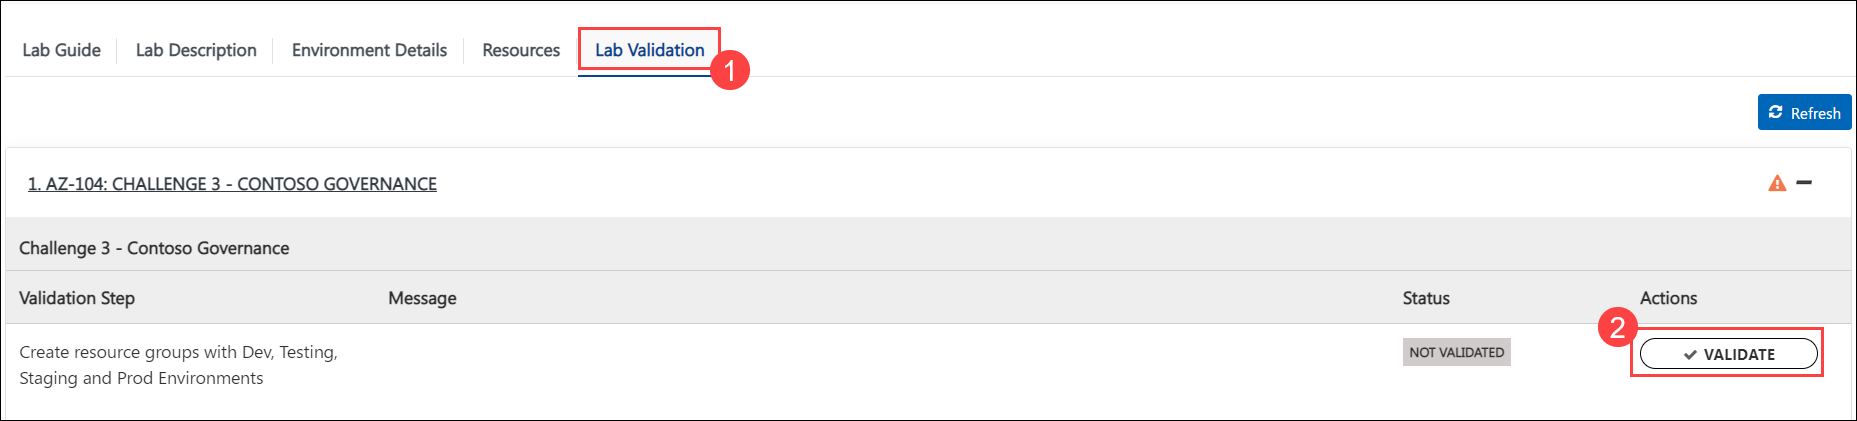 Lab Guide
Lab Description
Environment Details
Resources
Lab Validation
1
Refresh
1. AZ-104: CHALLENGE 3 - CONTOSO GOVERNANCE
Challenge 3 - Contoso Governance
Validation Step
Message
Status
Actions
2
Create resource groups with Dev, Testing,
Staging and Prod Environments
NOT VALIDATED
VALIDATE